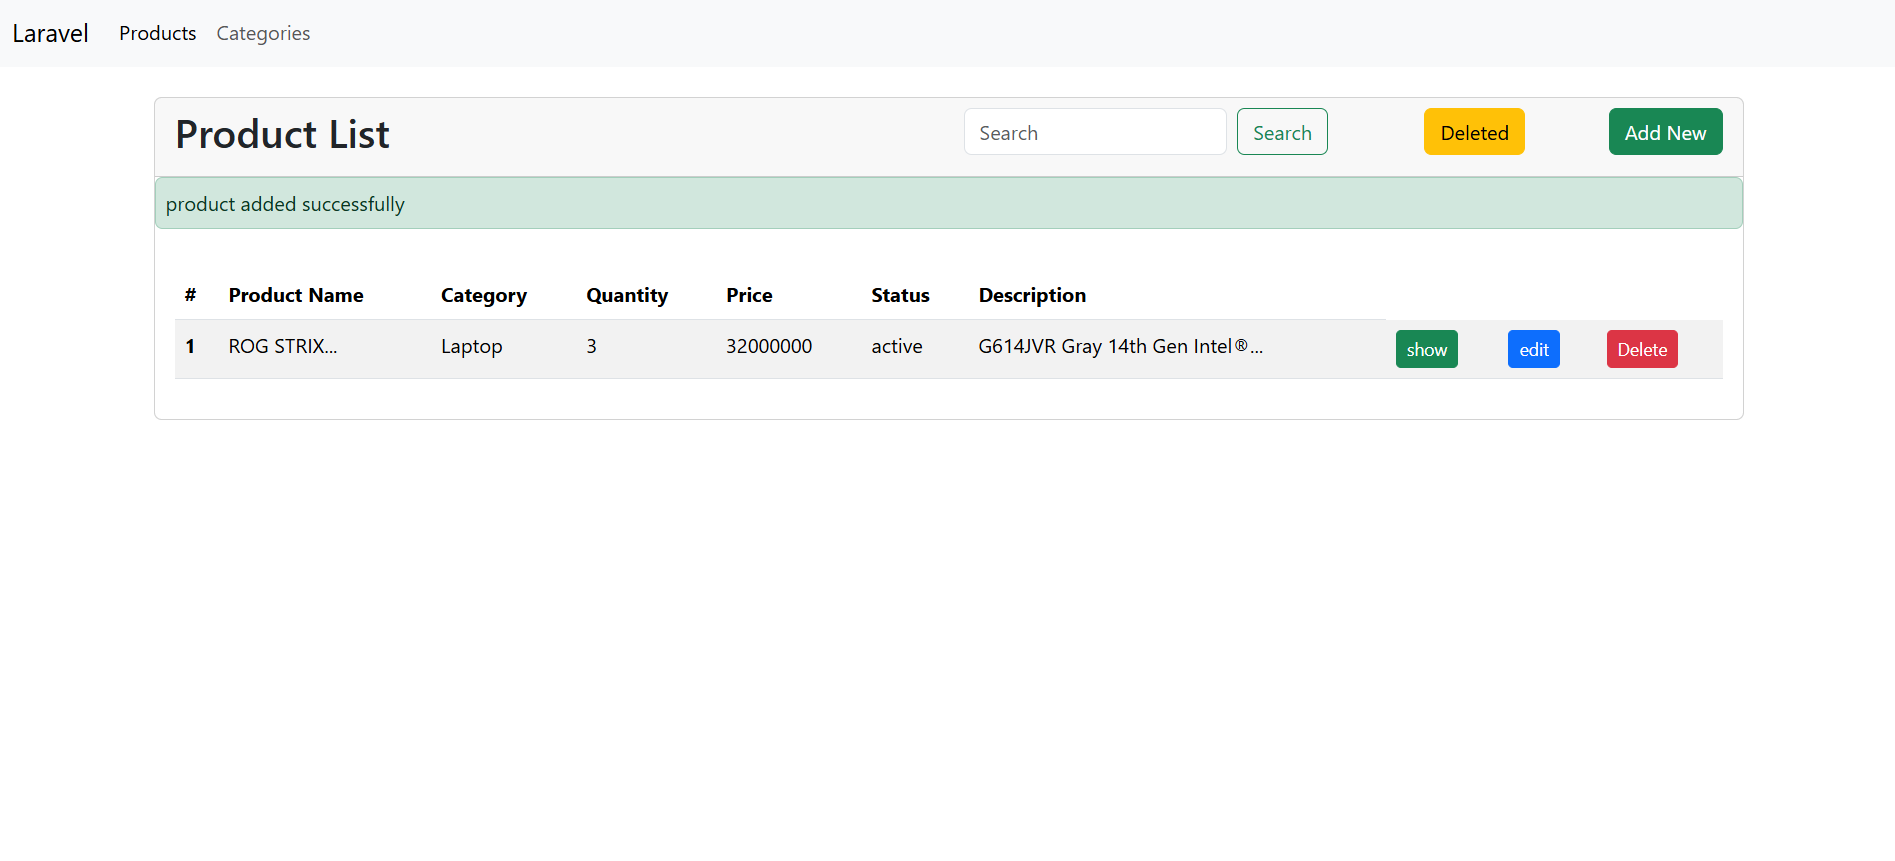 Laravel Products Categories
Product List Search Search Deleted Add New
product added successfully
# Product Name Category Quantity Price Status Description
1 ROG STRIX... Laptop 3 32000000 active G614JVR Gray 14th Gen Intel®... show edit Delete